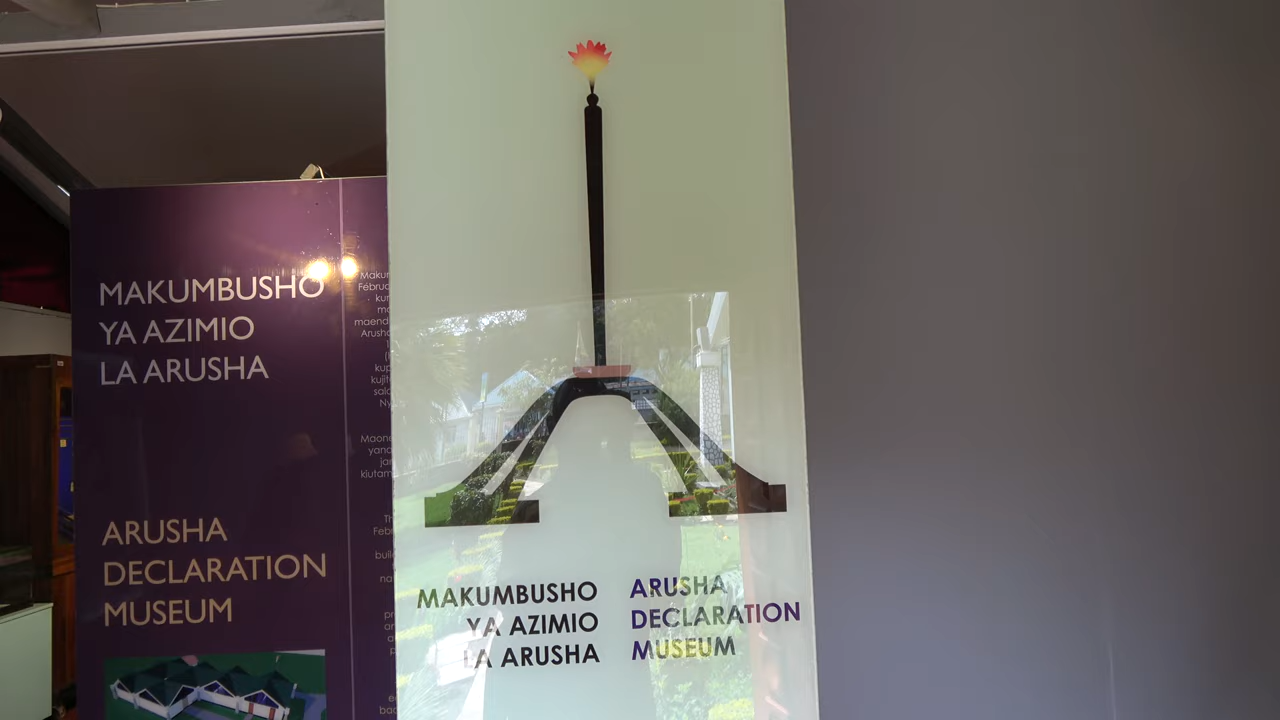 MAKUMBUSHO
YA AZIMIO
LA ARUSHA
ARUSHA
DECLARATION
MUSEUM
MAKUMBUSHO
YA AZIMIO
LA ARUSHA
ARUSHA
DECLARATION
MUSEUM